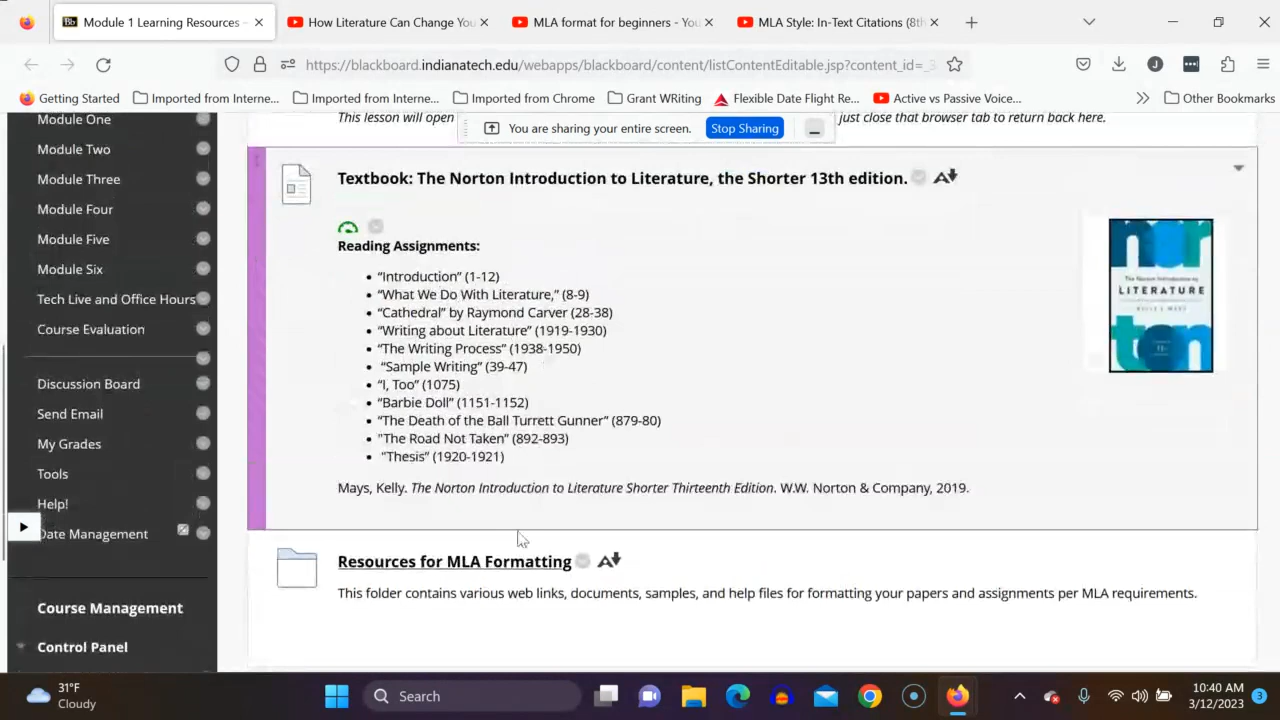 Module 1 Learning Resources –
How Literature Can Change You
MLA format for beginners - You
MLA Style: In-Text Citations (8th
https://blackboard.indianatech.edu/webapps/blackboard/content/listContentEditable.jsp?content_id=_3
Getting Started
Imported from Interne...
Imported from Interne...
Imported from Chrome
Grant WRiting
Flexible Date Flight Re...
Active vs Passive Voice...
Other Bookmarks
This lesson will open
just close that browser tab to return back here.
You are sharing your entire screen.
Stop Sharing
Module One
Module Two
Module Three
Module Four
Module Five
Module Six
Tech Live and Office Hours
Course Evaluation
Discussion Board
Send Email
My Grades
Tools
Help!
Date Management
Course Management
Control Panel
Textbook: The Norton Introduction to Literature, the Shorter 13th edition.
Reading Assignments:
• “Introduction” (1-12)
• “What We Do With Literature,” (8-9)
• “Cathedral” by Raymond Carver (28-38)
• “Writing about Literature” (1919-1930)
• “The Writing Process” (1938-1950)
• “Sample Writing” (39-47)
• “I, Too” (1075)
• “Barbie Doll” (1151-1152)
• “The Death of the Ball Turrett Gunner” (879-80)
• "The Road Not Taken” (892-893)
• "Thesis” (1920-1921)
Mays, Kelly. The Norton Introduction to Literature Shorter Thirteenth Edition. W.W. Norton & Company, 2019.
The Norton Introduction to
LITERATURE
Resources for MLA Formatting
This folder contains various web links, documents, samples, and help files for formatting your papers and assignments per MLA requirements.
31°F
Cloudy
Search
10:40 AM
3/12/2023
3